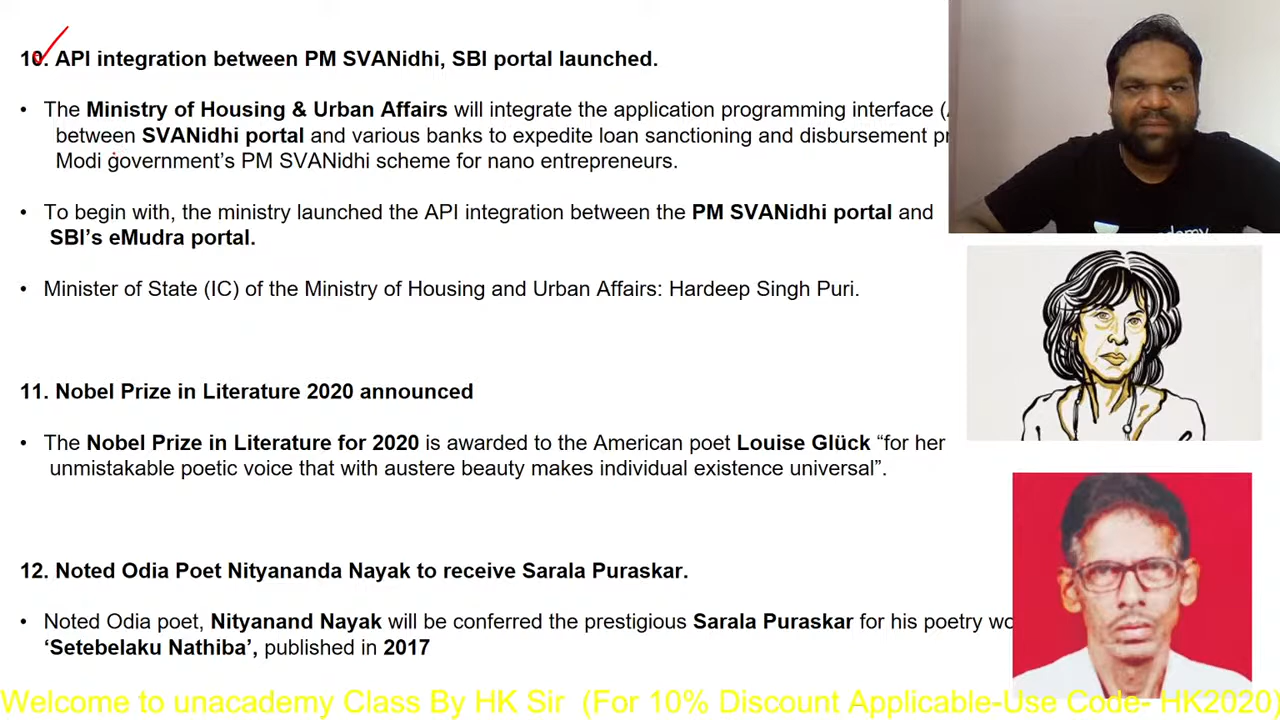 10. API integration between PM SVANidhi, SBI portal launched.
• The Ministry of Housing & Urban Affairs will integrate the application programming interface (
between SVANidhi portal and various banks to expedite loan sanctioning and disbursement
Modi government's PM SVANidhi scheme for nano entrepreneurs.
• To begin with, the ministry launched the API integration between the PM SVANidhi portal and
SBI's eMudra portal.
• Minister of State (IC) of the Ministry of Housing and Urban Affairs: Hardeep Singh Puri.
11. Nobel Prize in Literature 2020 announced
• The Nobel Prize in Literature for 2020 is awarded to the American poet Louise Glück “for her
unmistakable poetic voice that with austere beauty makes individual existence universal”.
12. Noted Odia Poet Nityananda Nayak to receive Sarala Puraskar.
• Noted Odia poet, Nityanand Nayak will be conferred the prestigious Sarala Puraskar for his poetry
‘Setebelaku Nathiba’, published in 2017
Welcome to unacademy Class By HK Sir (For 10% Discount Applicable-Use Code- HK2020)